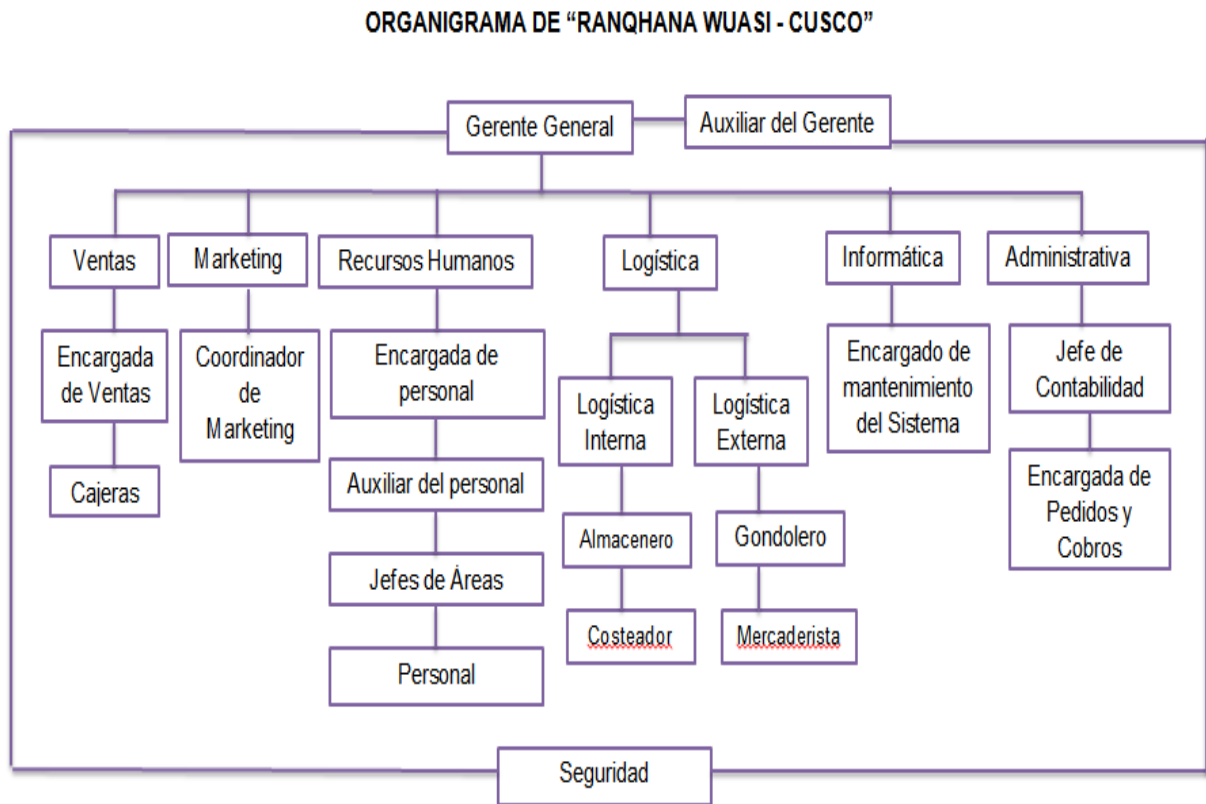 ORGANIGRAMA DE “RANQHANA WUASI - CUSCO”
Gerente General
Auxiliar del Gerente
Ventas
Marketing
Recursos Humanos
Logística
Informática
Administrativa
Encargada
de Ventas
Coordinador
de
Marketing
Encargada de
personal
Logística
Interna
Logística
Externa
Encargado de
mantenimiento
del Sistema
Jefe de
Contabilidad
Cajeras
Auxiliar del personal
Almacenero
Gondolero
Encargada de
Pedidos y
Cobros
Jefes de Áreas
Costeador
Mercaderista
Personal
Seguridad